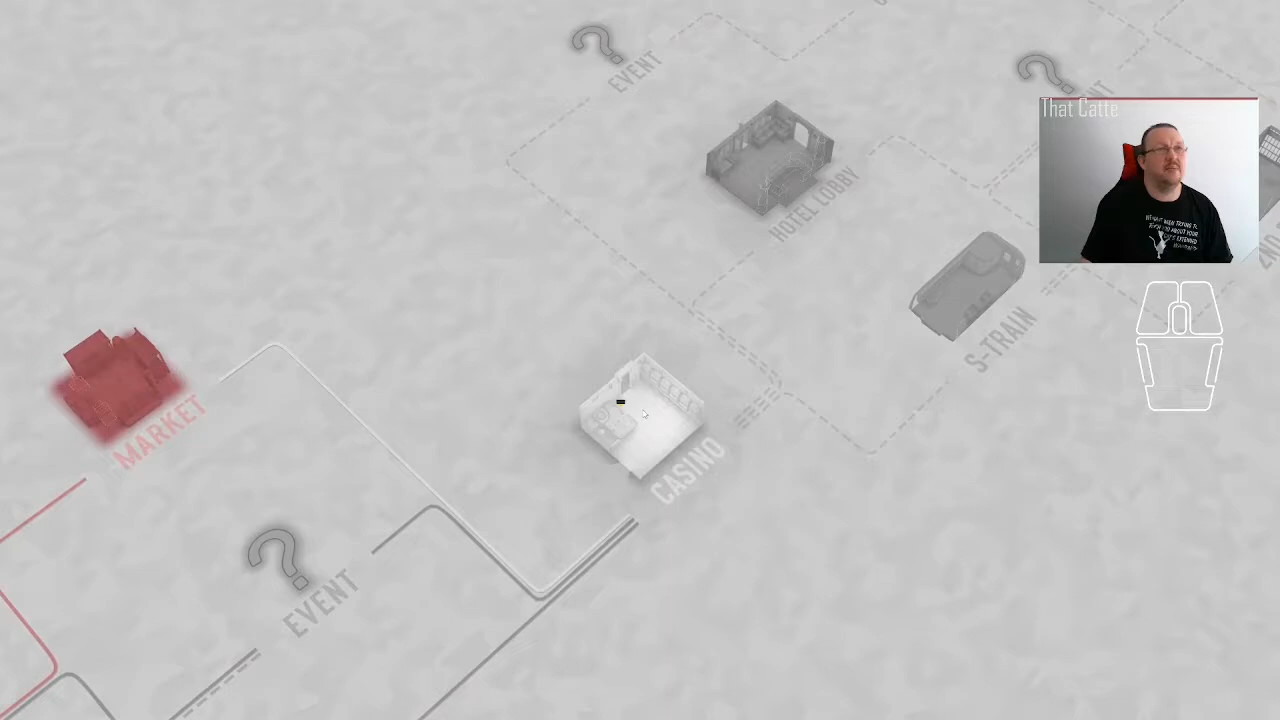 EVENT
That Catte
HOTEL LOBBY
S-TRAIN
MARKET
CASINO
EVENT